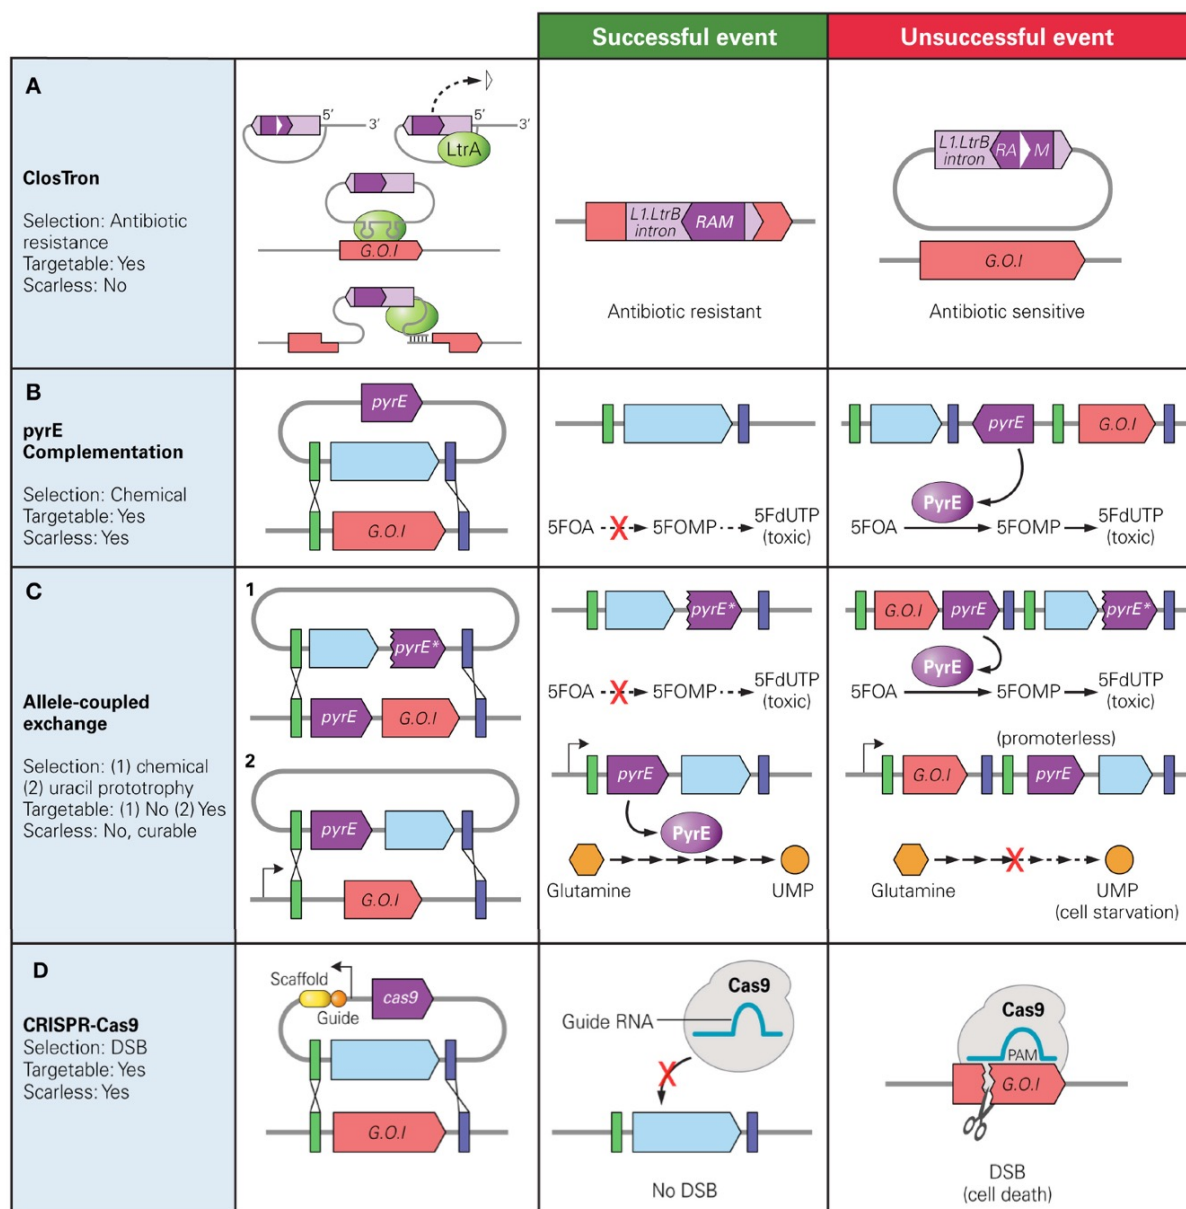 Successful event
Unsuccessful event
A
ClosTron
Selection: Antibiotic
resistance
Targetable: Yes
Scarless: No
5′
3′
5′
3′
LtrA
G.O.I
L1.LtrB
intron
RAM
Antibiotic resistant
L1.LtrB
intron
RA M
G.O.I
Antibiotic sensitive
B
pyrE
Complementation
Selection: Chemical
Targetable: Yes
Scarless: Yes
pyrE
G.O.I
5FOA
X
5FOMP
5FdUTP
(toxic)
pyrE
G.O.I
PyrE
5FOA
5FOMP
5FdUTP
(toxic)
C
Allele-coupled
exchange
Selection: (1) chemical
(2) uracil prototrophy
Targetable: (1) No (2) Yes
Scarless: No, curable
1
pyrE*
pyrE
G.O.I
2
pyrE
G.O.I
pyrE*
5FOA
X
5FOMP
5FdUTP
(toxic)
pyrE
PyrE
Glutamine
UMP
G.O.I
pyrE
pyrE*
PyrE
5FOA
5FOMP
5FdUTP
(toxic)
(promoterless)
G.O.I
pyrE
X
Glutamine
UMP
(cell starvation)
D
CRISPR-Cas9
Selection: DSB
Targetable: Yes
Scarless: Yes
Scaffold
Guide
cas9
G.O.I
Cas9
Guide RNA
X
No DSB
Cas9
PAM
G.O.I
DSB
(cell death)